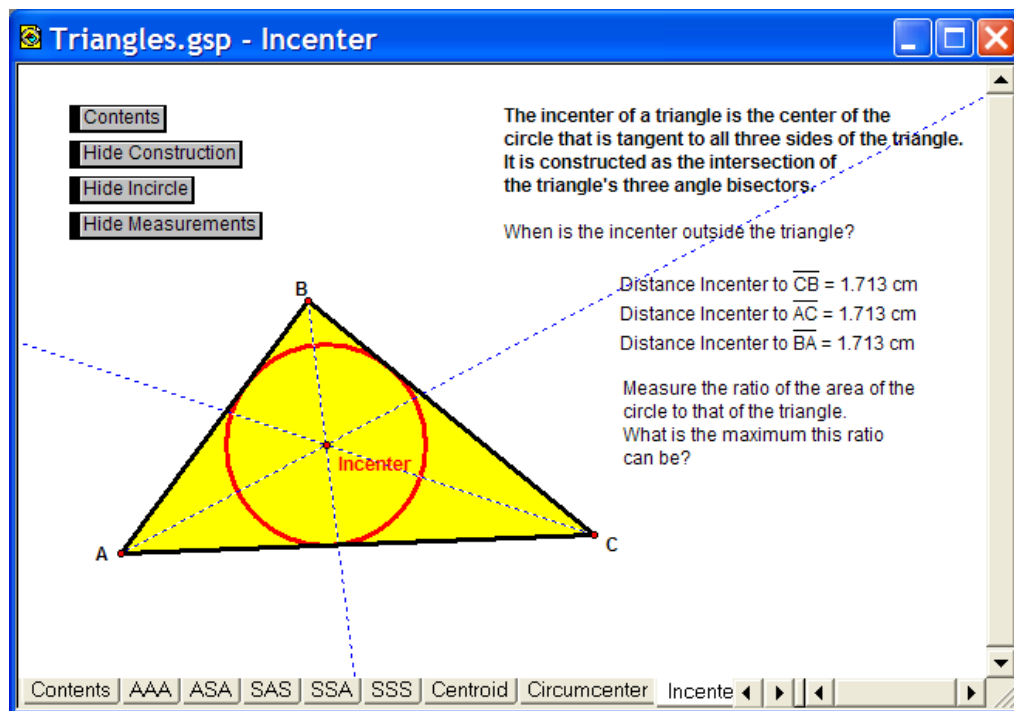 Triangles.gsp - Incenter
Contents
Hide Construction
Hide Incircle
Hide Measurements
The incenter of a triangle is the center of the
circle that is tangent to all three sides of the triangle.
It is constructed as the intersection of
the triangle's three angle bisectors.
When is the incenter outside the triangle?
Distance Incenter to CB = 1.713 cm
Distance Incenter to AC = 1.713 cm
Distance Incenter to BA = 1.713 cm
Measure the ratio of the area of the
circle to that of the triangle.
What is the maximum this ratio
can be?
B
Incenter
A
C
Contents AAA ASA SAS SSA SSS Centroid Circumcenter Incente